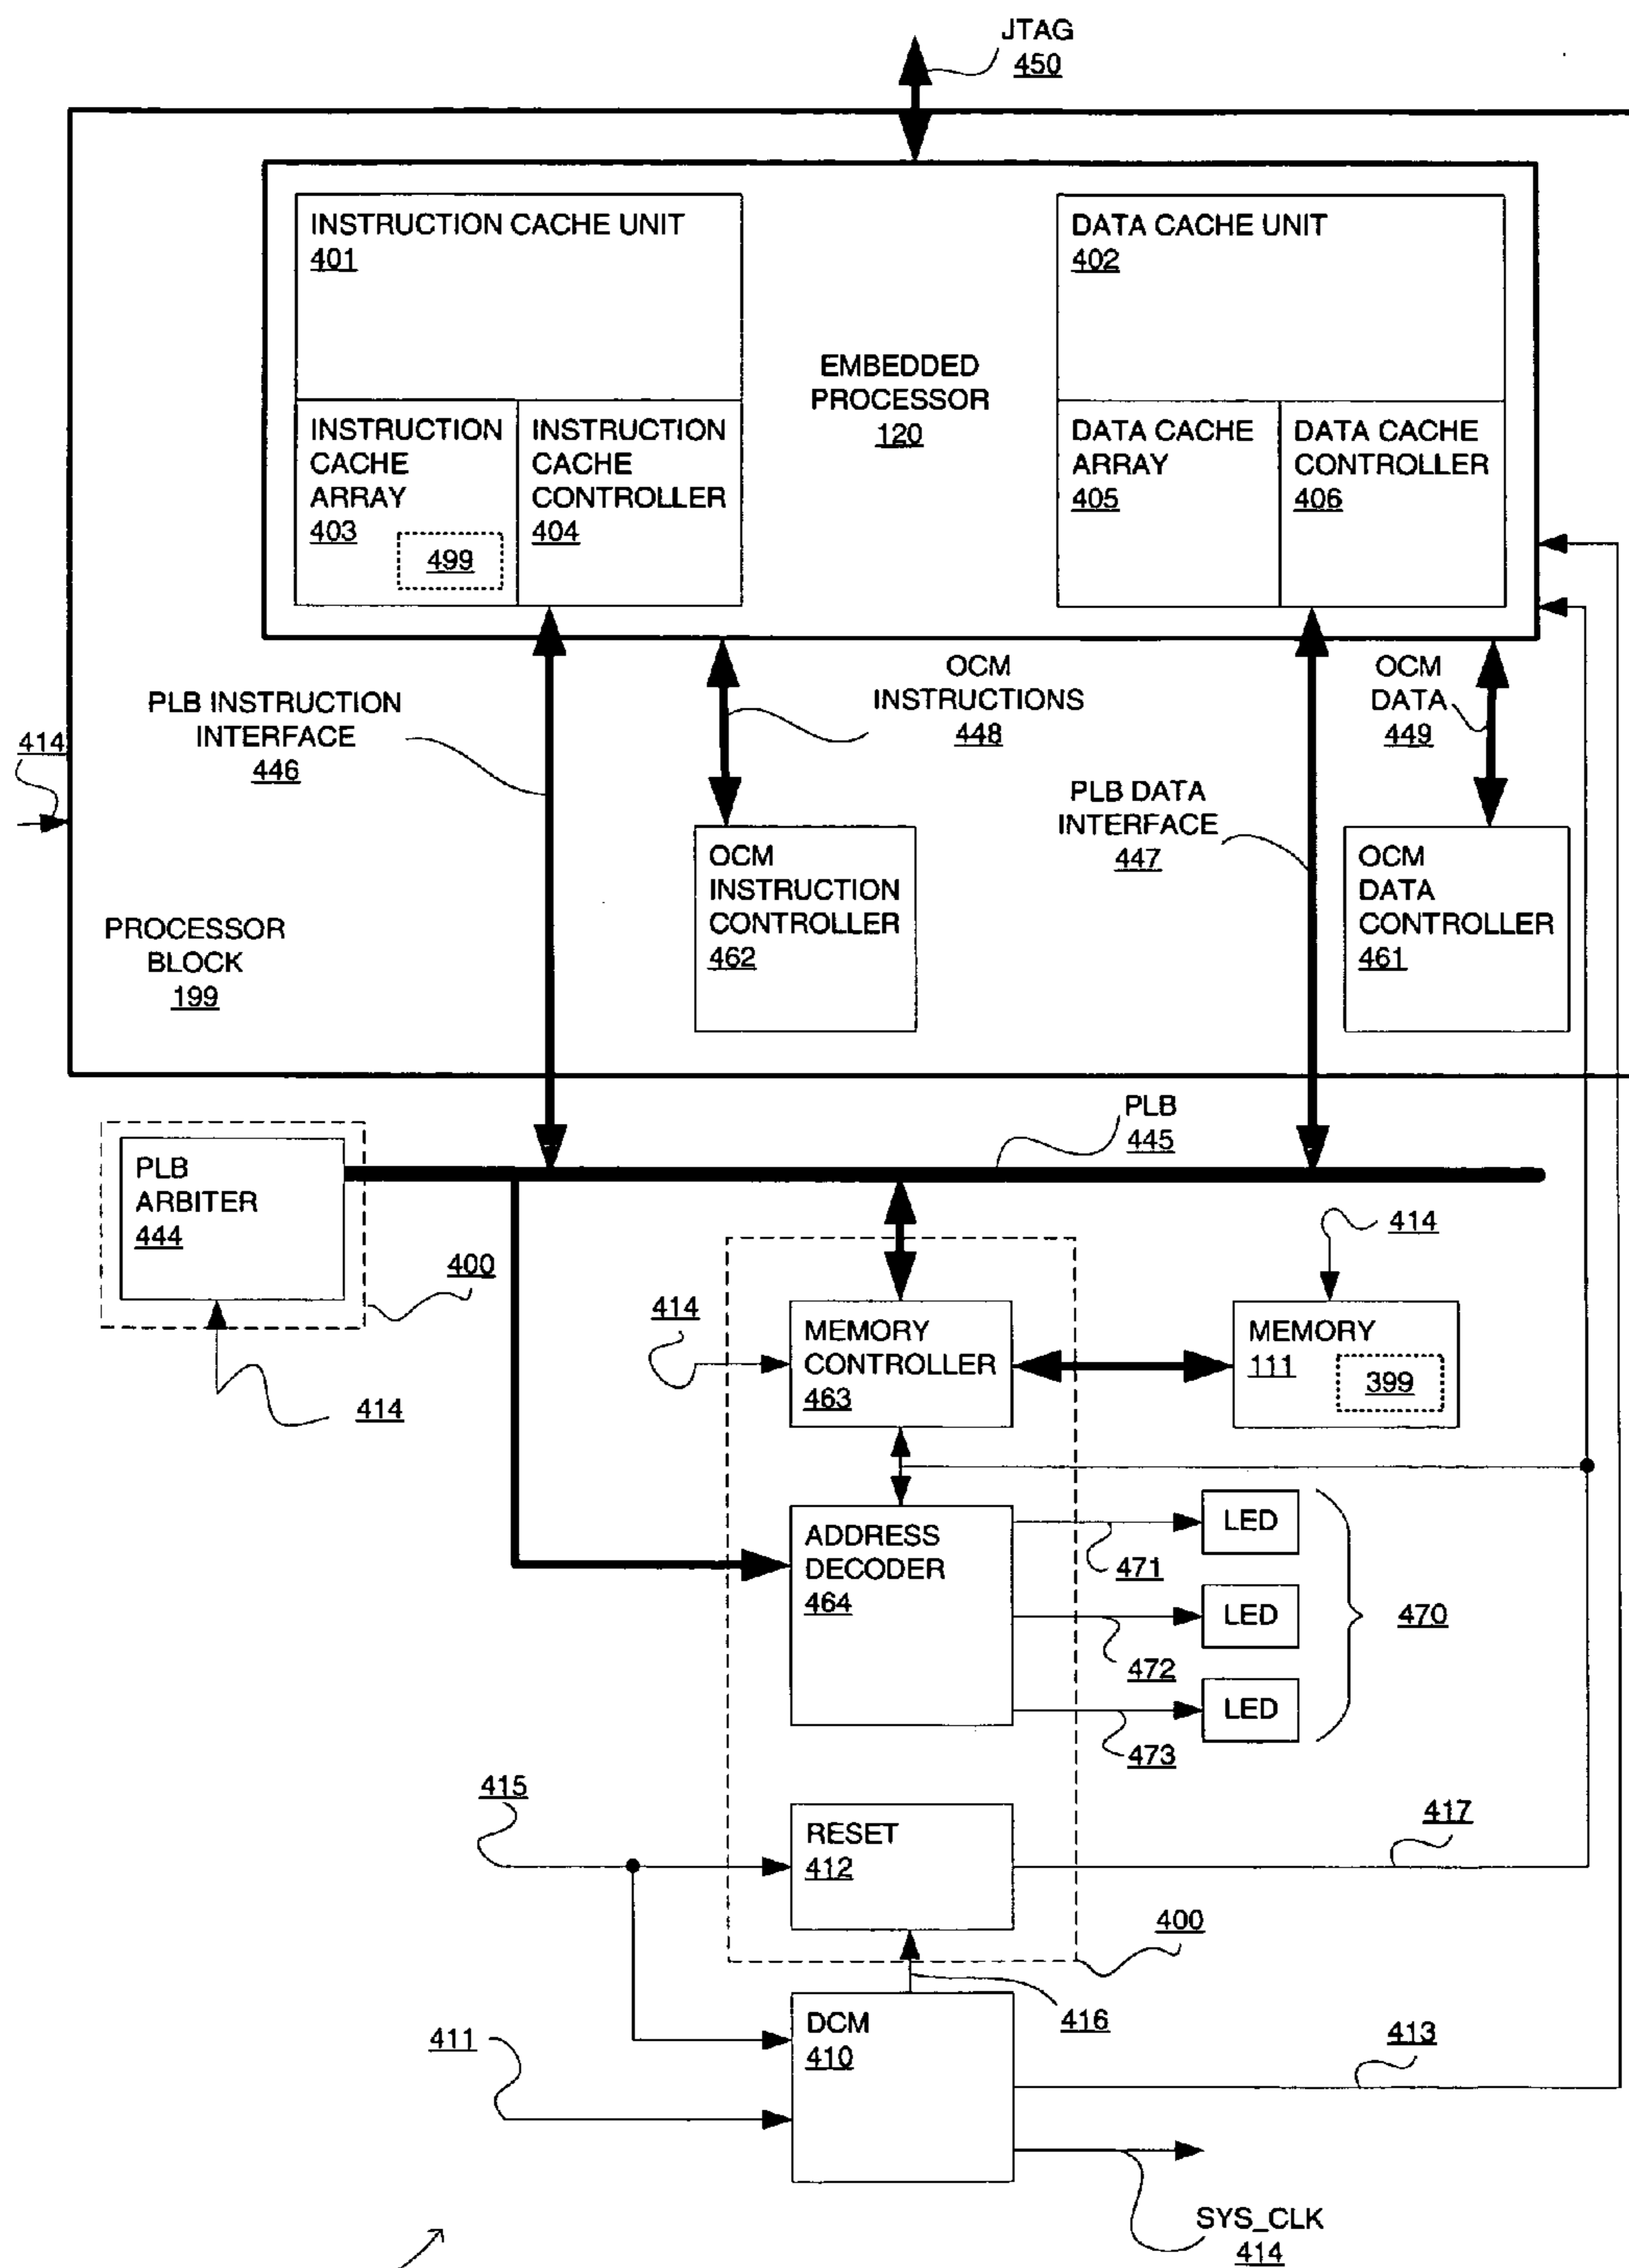 JTAG
450
INSTRUCTION CACHE UNIT
401
DATA CACHE UNIT
402
EMBEDDED
PROCESSOR
120
INSTRUCTION
CACHE
ARRAY
403
499
INSTRUCTION
CACHE
CONTROLLER
404
DATA CACHE
ARRAY
405
DATA CACHE
CONTROLLER
406
PLB INSTRUCTION
INTERFACE
446
OCM
INSTRUCTIONS
448
OCM
DATA
449
414
PLB DATA
INTERFACE
447
OCM
INSTRUCTION
CONTROLLER
462
OCM
DATA
CONTROLLER
461
PROCESSOR
BLOCK
199
PLB
445
PLB
ARBITER
444
400
414
414
414
MEMORY
CONTROLLER
463
MEMORY
111
399
ADDRESS
DECODER
464
LED
471
LED
472
LED
473
470
415
RESET
412
417
400
416
DCM
410
411
413
SYS_CLK
414